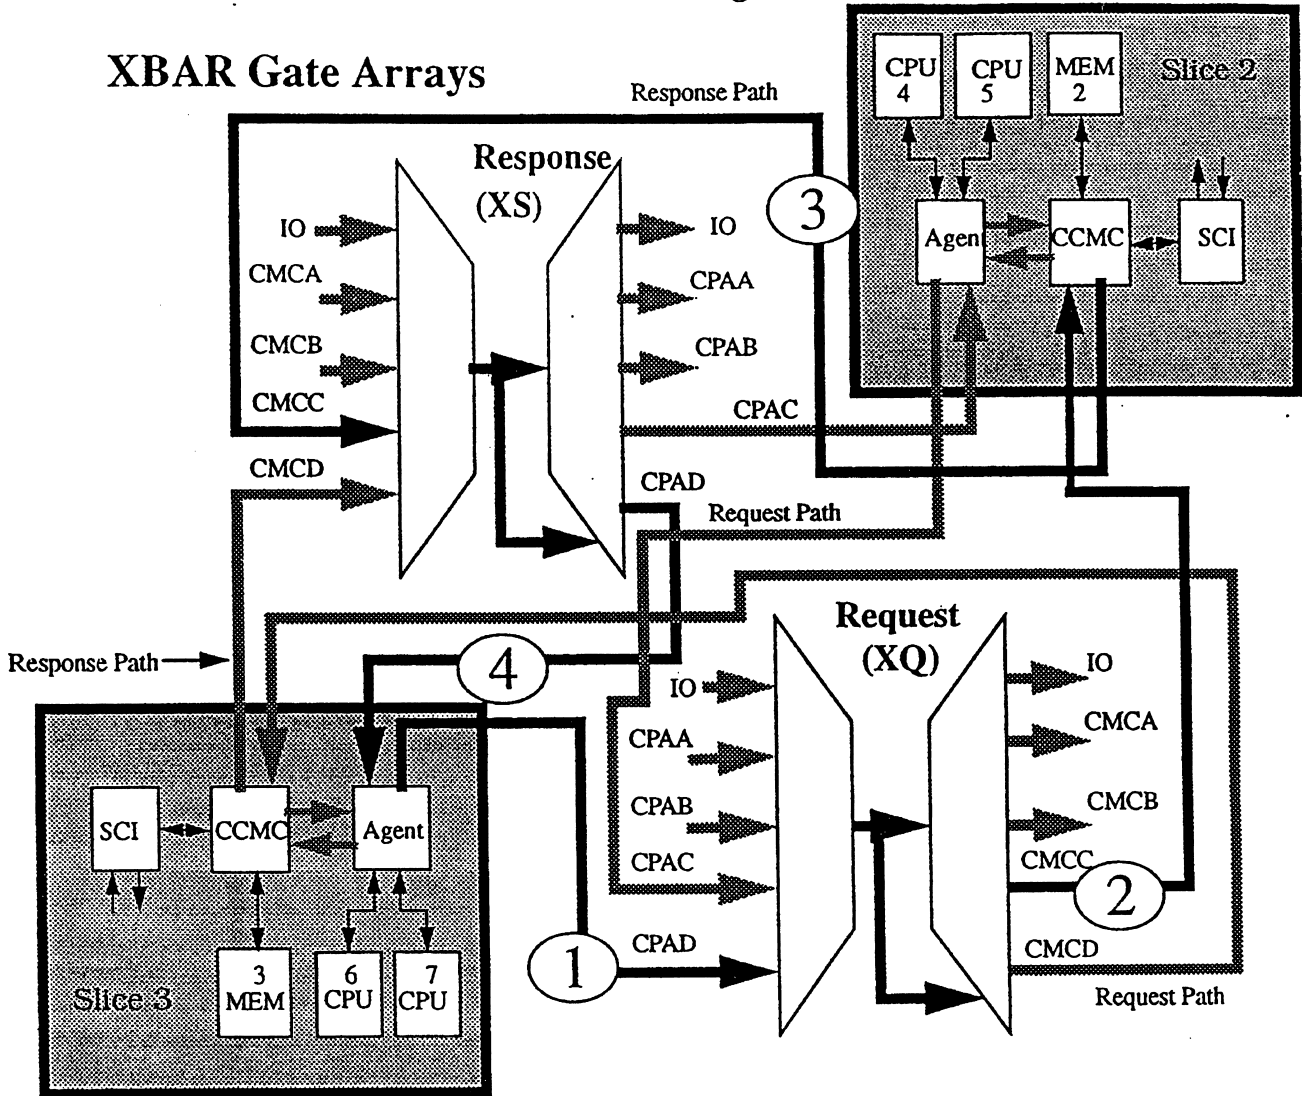 XBAR Gate Arrays
Response Path
Response
(XS)
IO
CMCA
CMCB
CMCC
CMCD
IO
CPAA
CPAB
CPAC
CPAD
3
CPU
4
CPU
5
MEM
2
Slice 2
Agent
CCMC
SCI
Request Path
Response Path
4
Request
(XQ)
IO
CPAA
CPAB
CPAC
CPAD
IO
CMCA
CMCB
CMCC
CMCD
2
Request Path
1
SCI
CCMC
Agent
Slice 3
3
MEM
6
CPU
7
CPU